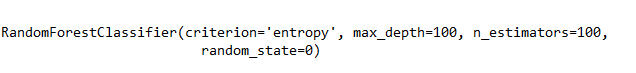 RandomForestClassifier(criterion='entropy', max_depth=100, n_estimators=100,
random_state=0)